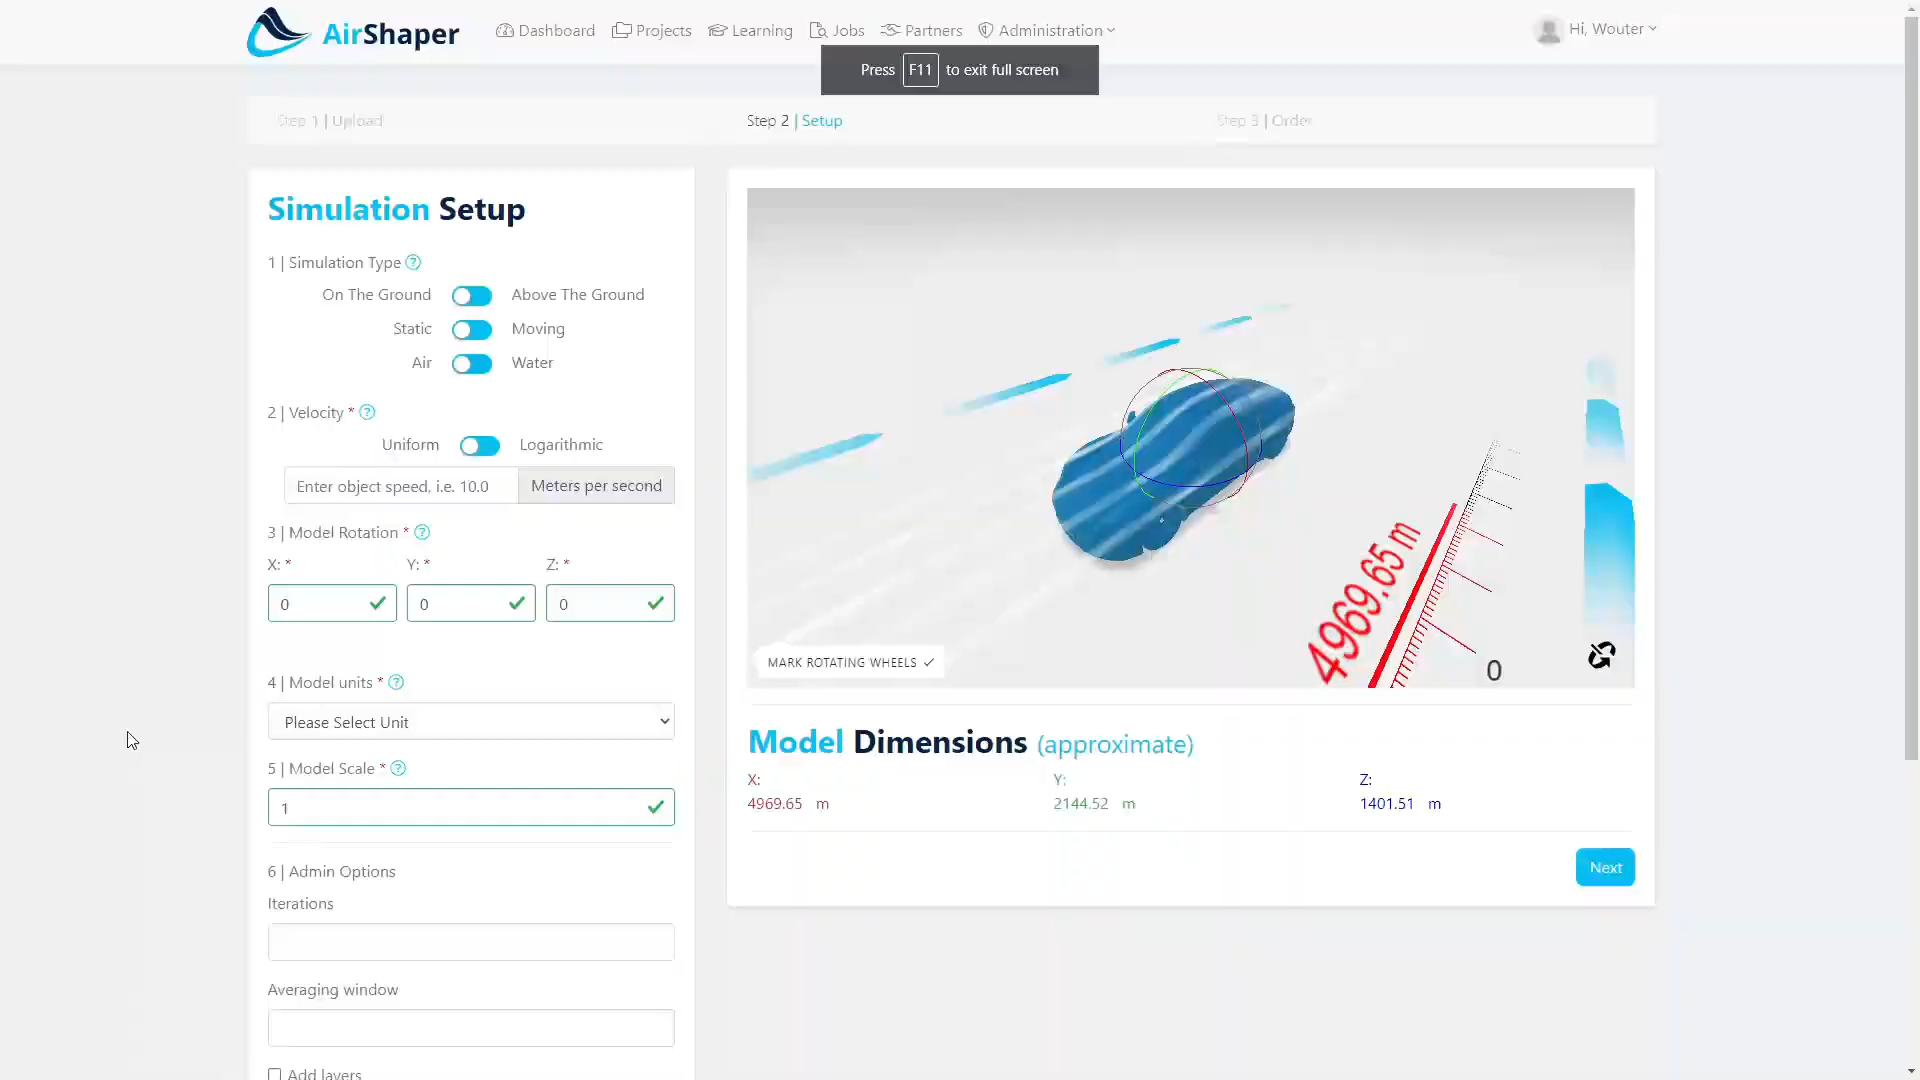 AirShaper
Dashboard
Projects
Learning
Jobs
Partners
Administration
Hi, Wouter
Press F11 to exit full screen
Step 1 | Upload
Step 2 | Setup
Step 3 | Order
Simulation Setup
1 | Simulation Type ?
On The Ground
Above The Ground
Static
Moving
Air
Water
2 | Velocity * ?
Uniform
Logarithmic
Enter object speed, i.e. 10.0
Meters per second
3 | Model Rotation * ?
X: *
Y: *
Z: *
0
0
0
4 | Model units * ?
Please Select Unit
5 | Model Scale * ?
1
6 | Admin Options
Iterations
Averaging window
Add layers
4969.65 m
0
MARK ROTATING WHEELS
Model Dimensions (approximate)
X:
Y:
Z:
4969.65 m
2144.52 m
1401.51 m
Next